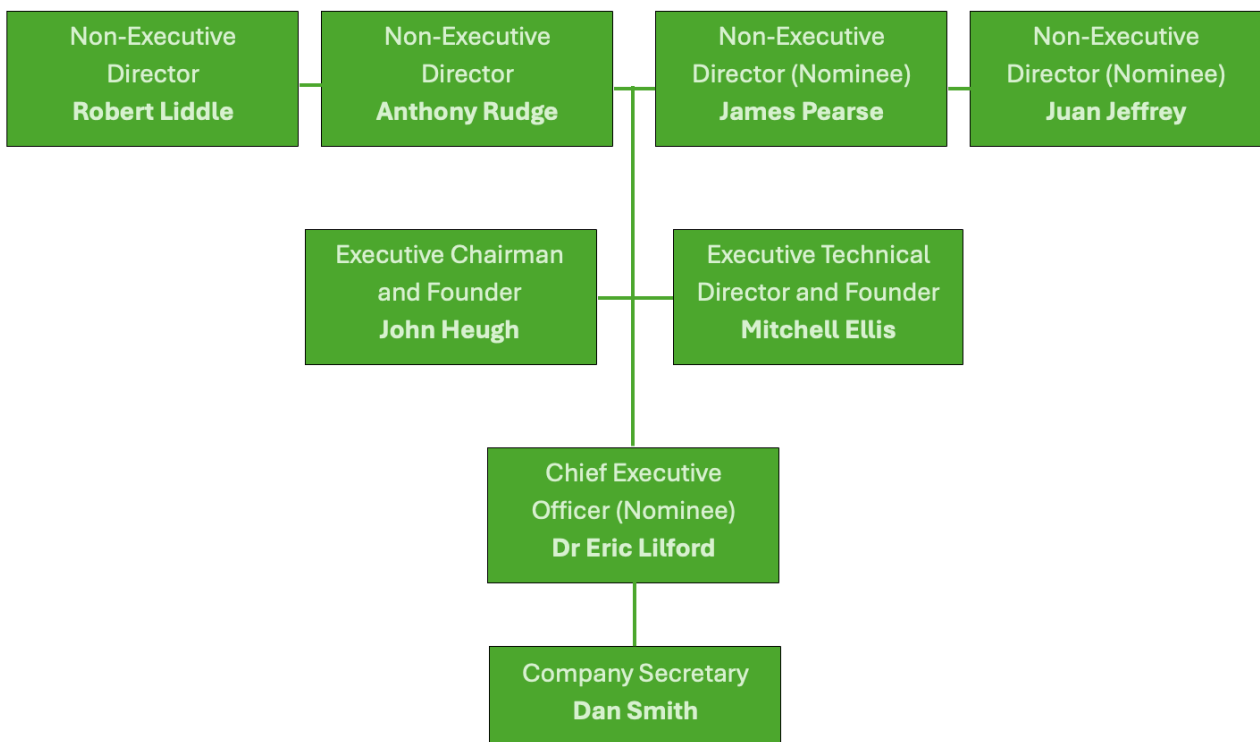 Non-Executive
Director
Robert Liddle
Non-Executive
Director
Anthony Rudge
Non-Executive
Director (Nominee)
James Pearse
Non-Executive
Director (Nominee)
Juan Jeffrey
Executive Chairman
and Founder
John Heugh
Executive Technical
Director and Founder
Mitchell Ellis
Chief Executive
Officer (Nominee)
Dr Eric Lilford
Company Secretary
Dan Smith